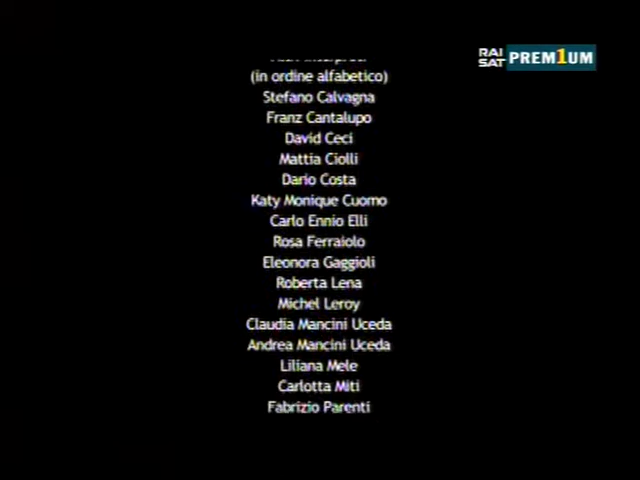 RAI
SAT PREM1UM
(in ordine alfabetico)
Stefano Calvagna
Franz Cantalupo
David Ceci
Mattia Ciolli
Dario Costa
Katy Monique Cuomo
Carlo Ennio Elli
Rosa Ferraiolo
Eleonora Gaggioli
Roberta Lena
Michel Leroy
Claudia Mancini Uceda
Andrea Mancini Uceda
Liliana Mele
Carlotta Miti
Fabrizio Parenti